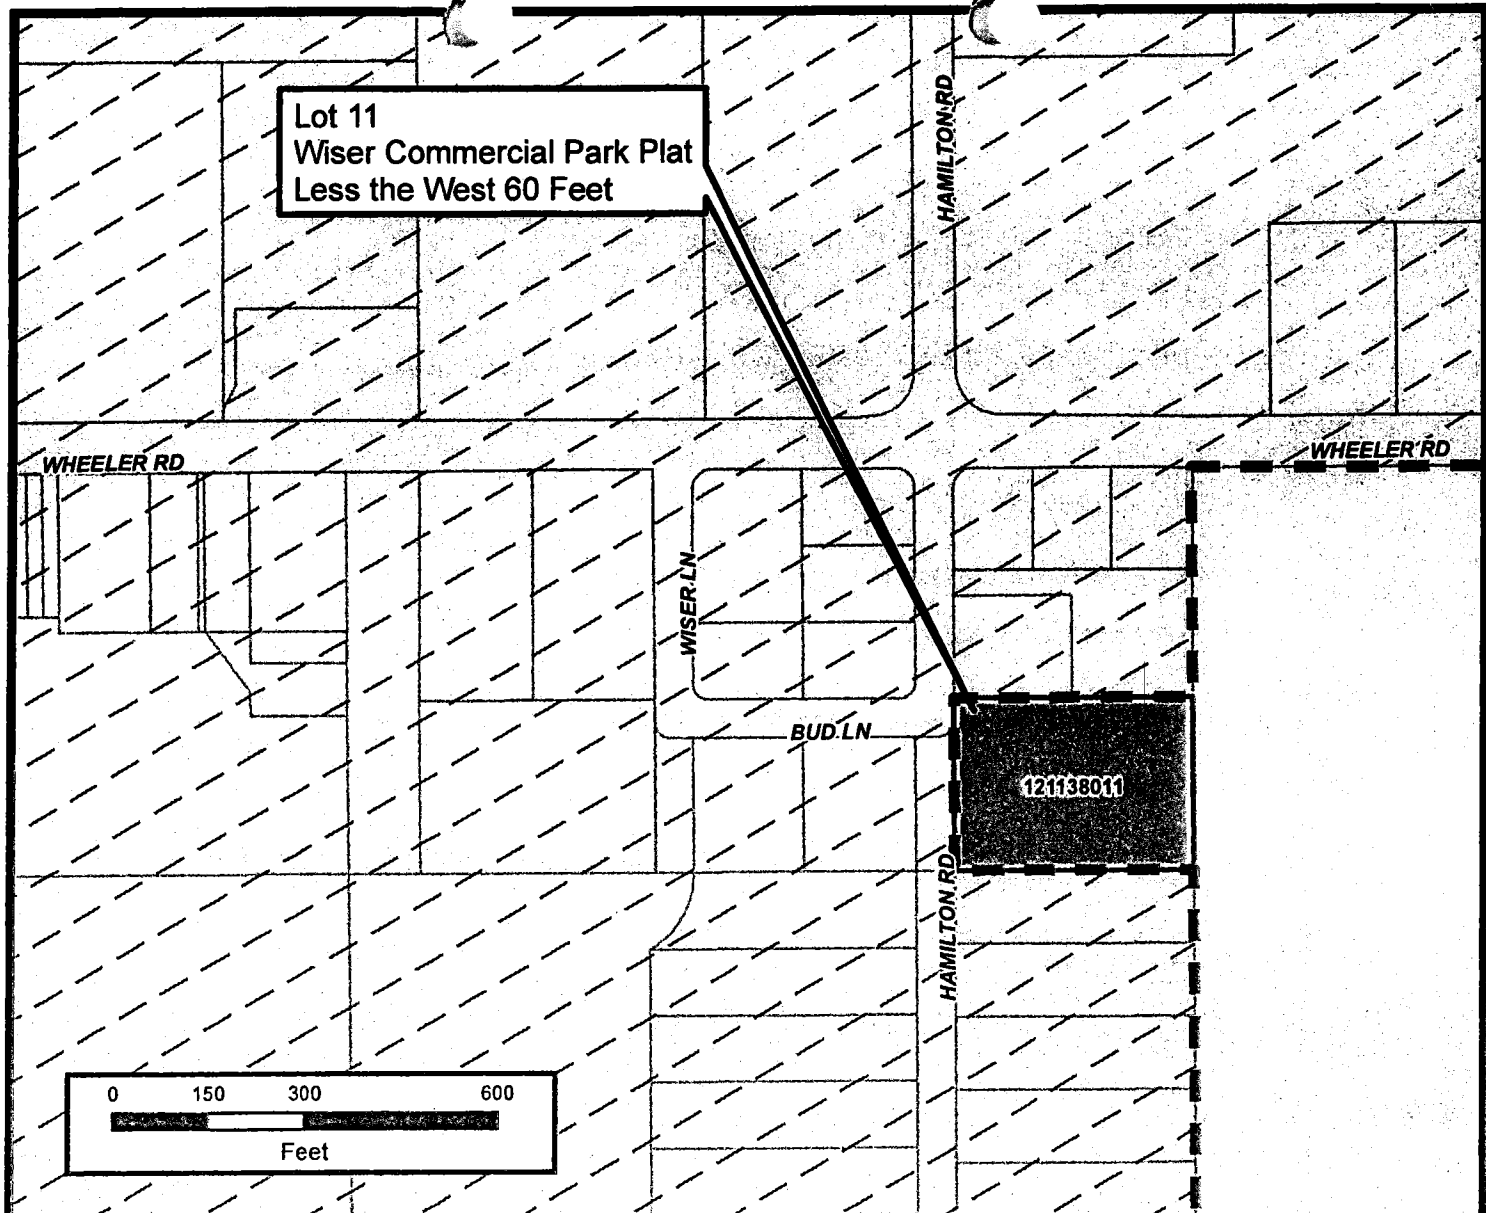 Lot 11
Wiser Commercial Park Plat
Less the West 60 Feet
HAMILTON RD
WHEELER RD
WHEELER RD
WISER LN
BUD LN
121138011
HAMILTON RD
0 150 300 600
Feet